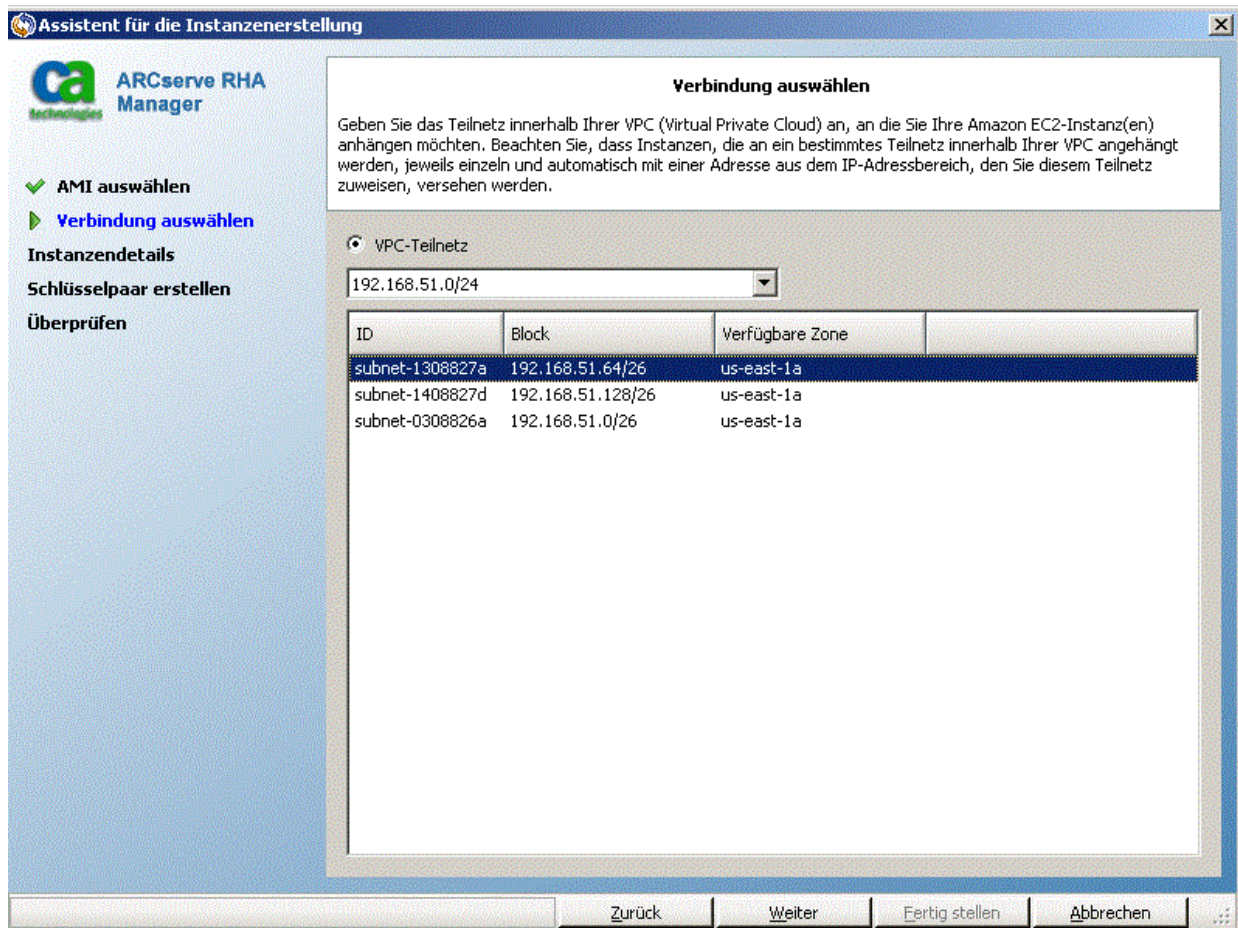 Assistent für die Instanzenerstellung
ca
technologies
ARCserve RHA
Manager
AMI auswählen
Verbindung auswählen
Instanzendetails
Schlüsselpaar erstellen
Überprüfen
Verbindung auswählen
Geben Sie das Teilnetz innerhalb Ihrer VPC (Virtual Private Cloud) an, an die Sie Ihre Amazon EC2-Instanz(en)
anhängen möchten. Beachten Sie, dass Instanzen, die an ein bestimmtes Teilnetz innerhalb Ihrer VPC angehängt
werden, jeweils einzeln und automatisch mit einer Adresse aus dem IP-Adressbereich, den Sie diesem Teilnetz
zuweisen, versehen werden.
VPC-Teilnetz
192.168.51.0/24
ID Block Verfügbare Zone
subnet-1308827a 192.168.51.64/26 us-east-1a
subnet-1408827d 192.168.51.128/26 us-east-1a
subnet-0308826a 192.168.51.0/26 us-east-1a
Zurück Weiter Fertig stellen Abbrechen